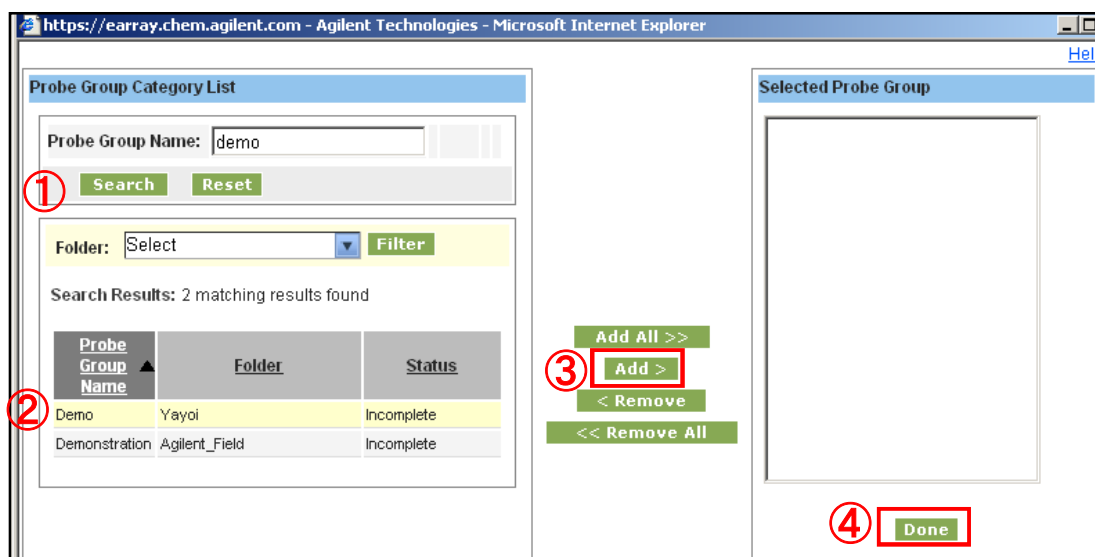 https://earray.chem.agilent.com - Agilent Technologies - Microsoft Internet Explorer
Hel
Probe Group Category List
Probe Group Name: demo
① Search Reset
Folder: Select Filter
Search Results: 2 matching results found
Probe Group Name Folder Status
② Demo Yayoi Incomplete
Demonstration Agilent_Field Incomplete
Add All >>
③ Add >
< Remove
<< Remove All
Selected Probe Group
④ Done